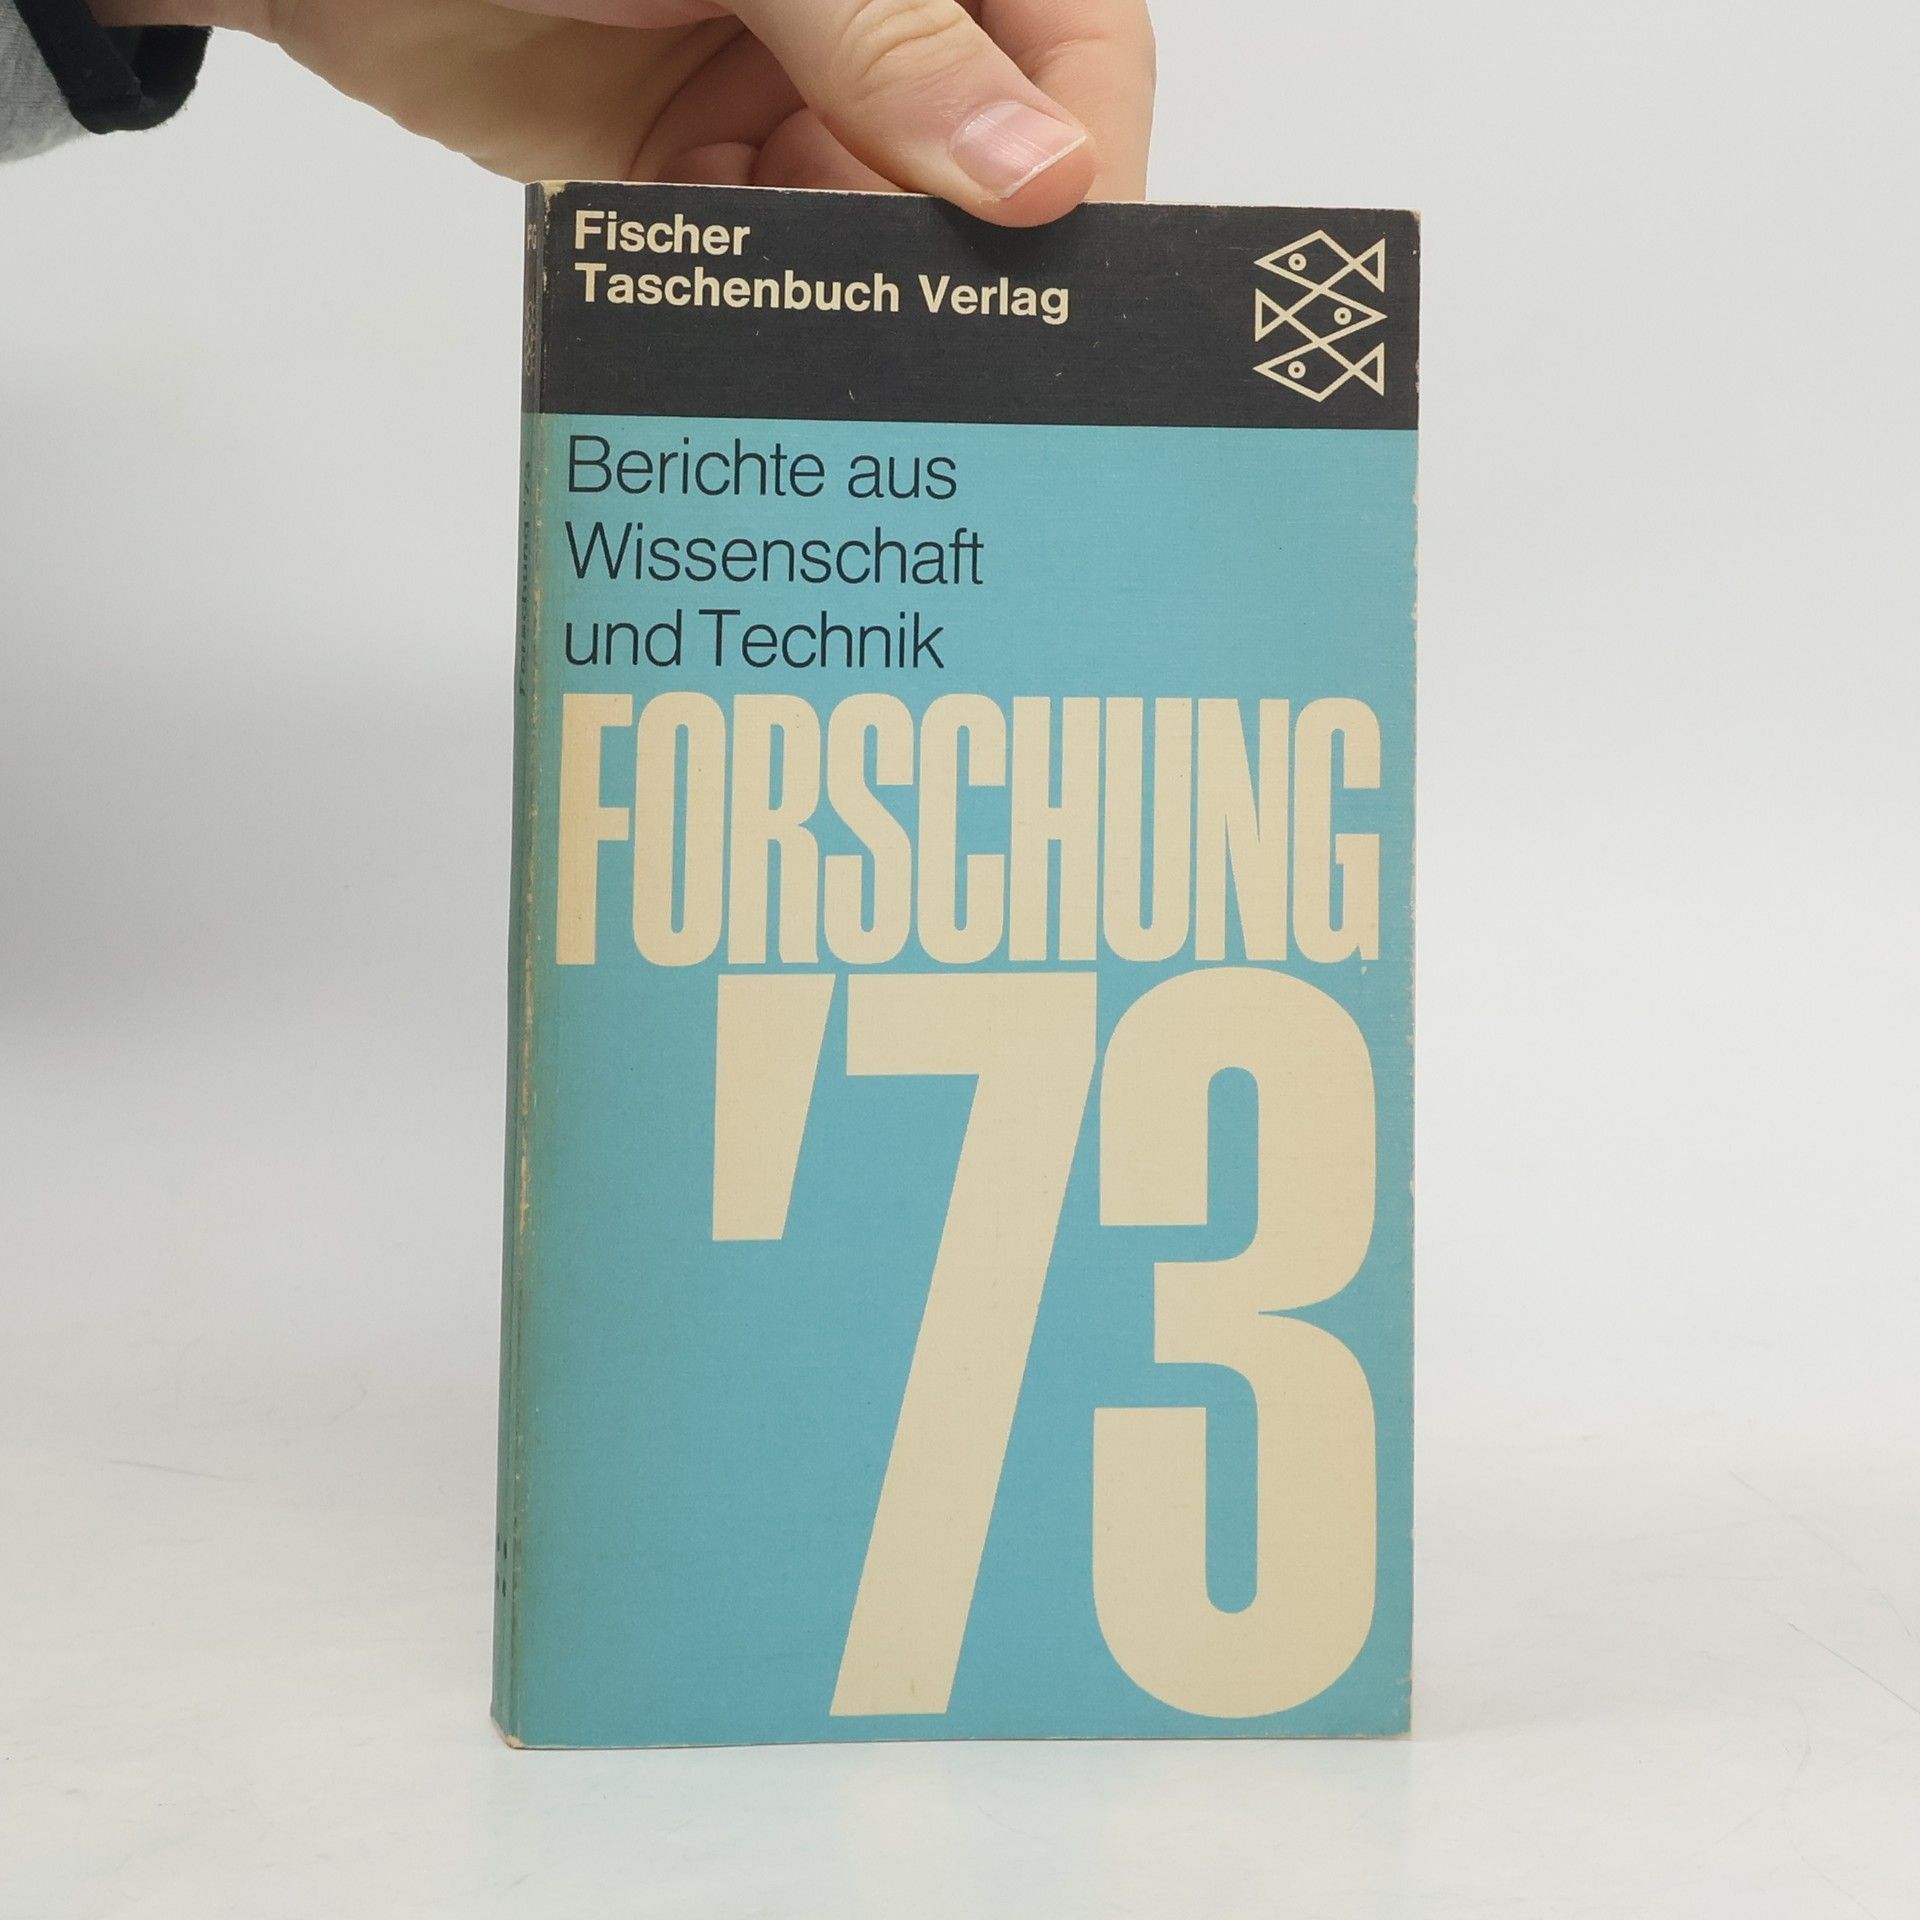 Fischer
Taschenbuch Verlag
Berichte aus
Wissenschaft
und Technik
FORSCHUNG
'73